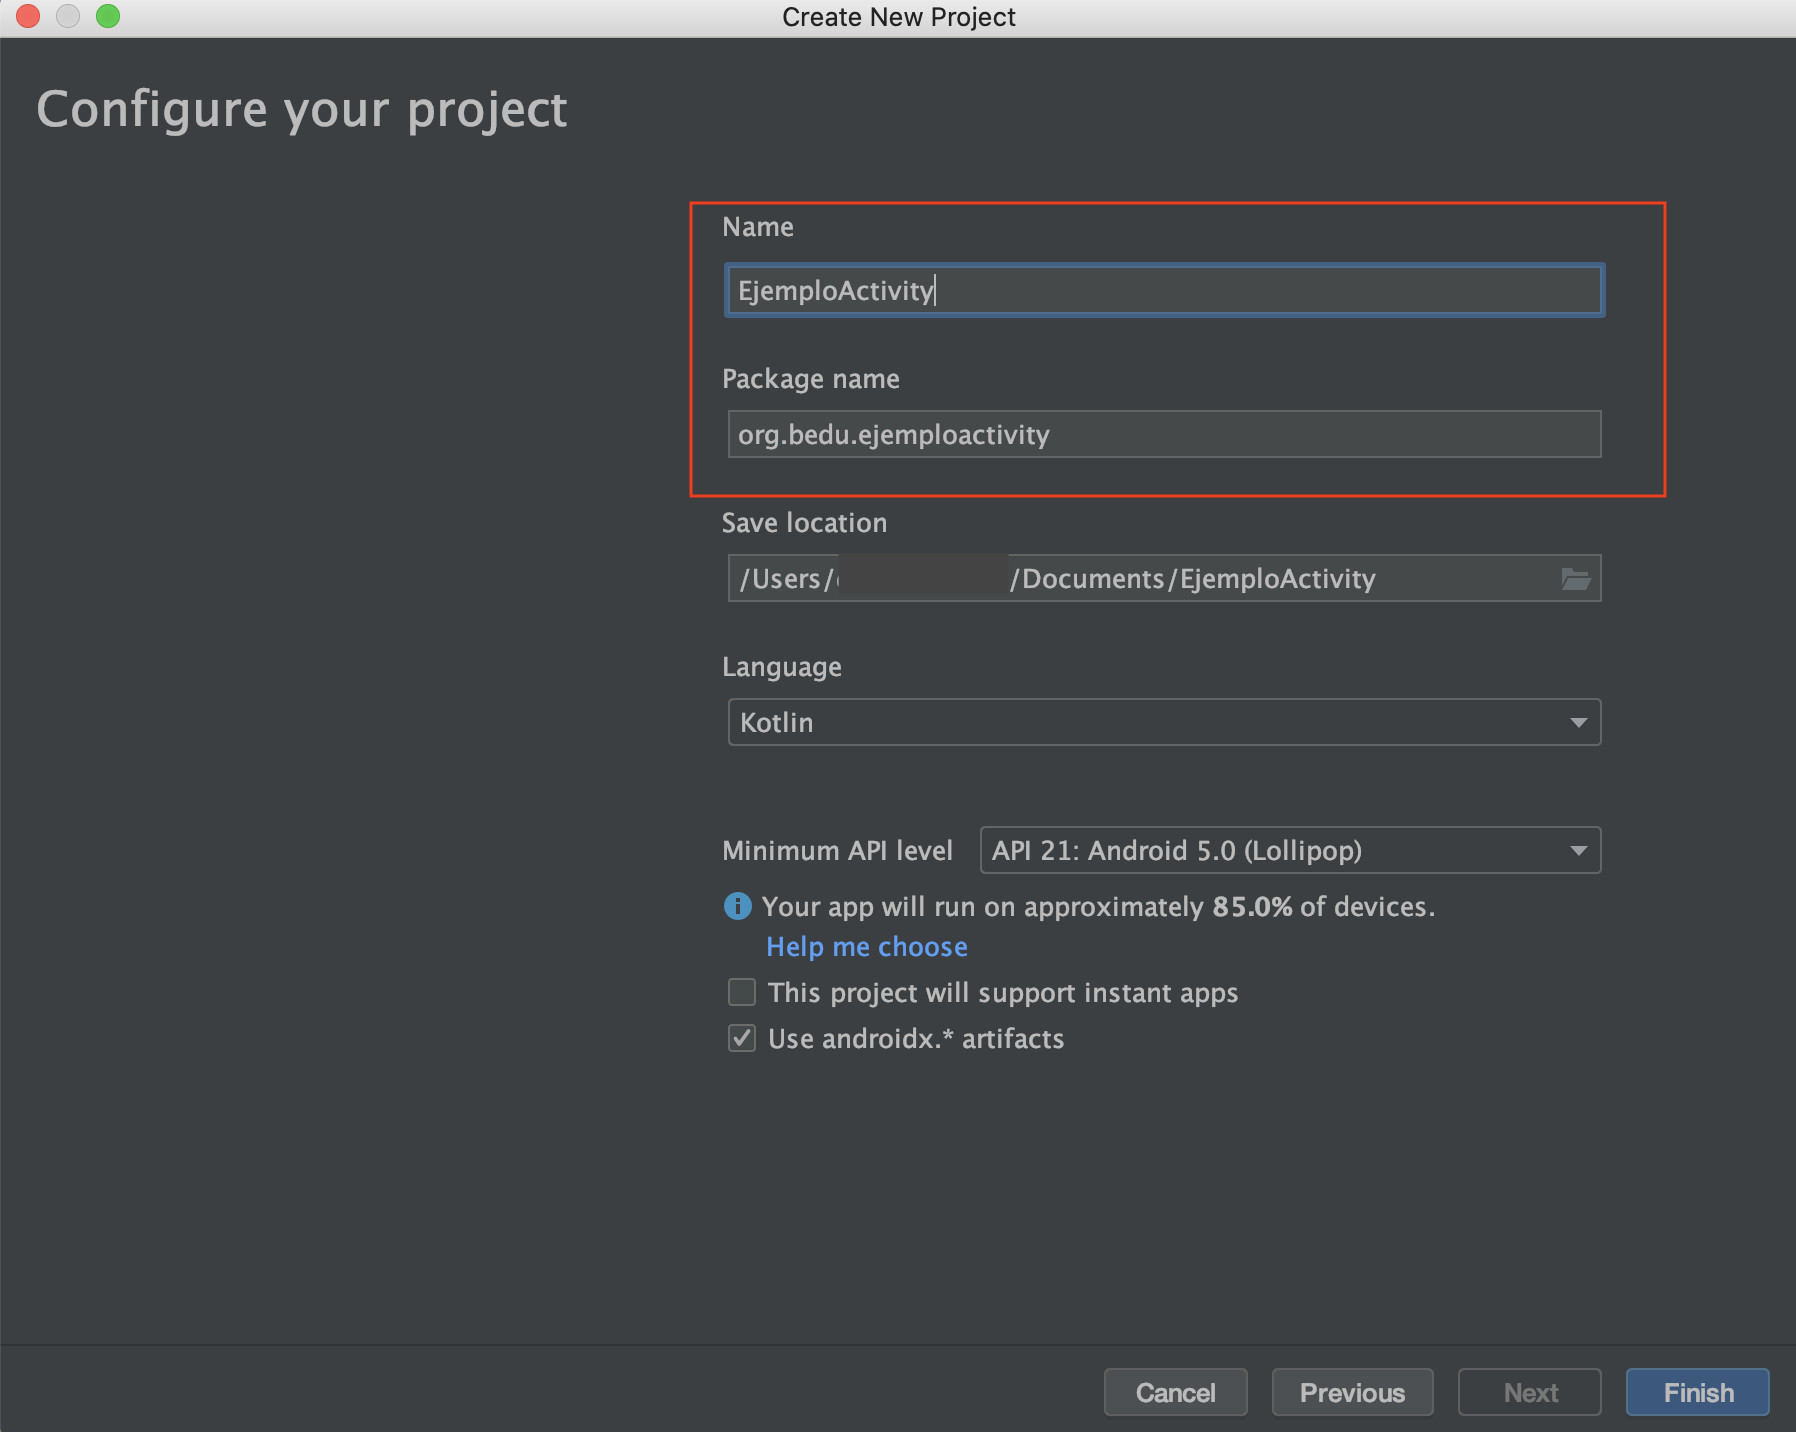 Create New Project
Configure your project
Name
EjemploActivity
Package name
org.bedu.ejemploactivity
Save location
/Users/ /Documents/EjemploActivity
Language
Kotlin
Minimum API level API 21: Android 5.0 (Lollipop)
Your app will run on approximately 85.0% of devices.
Help me choose
This project will support instant apps
Use androidx.* artifacts
Cancel Previous Next Finish